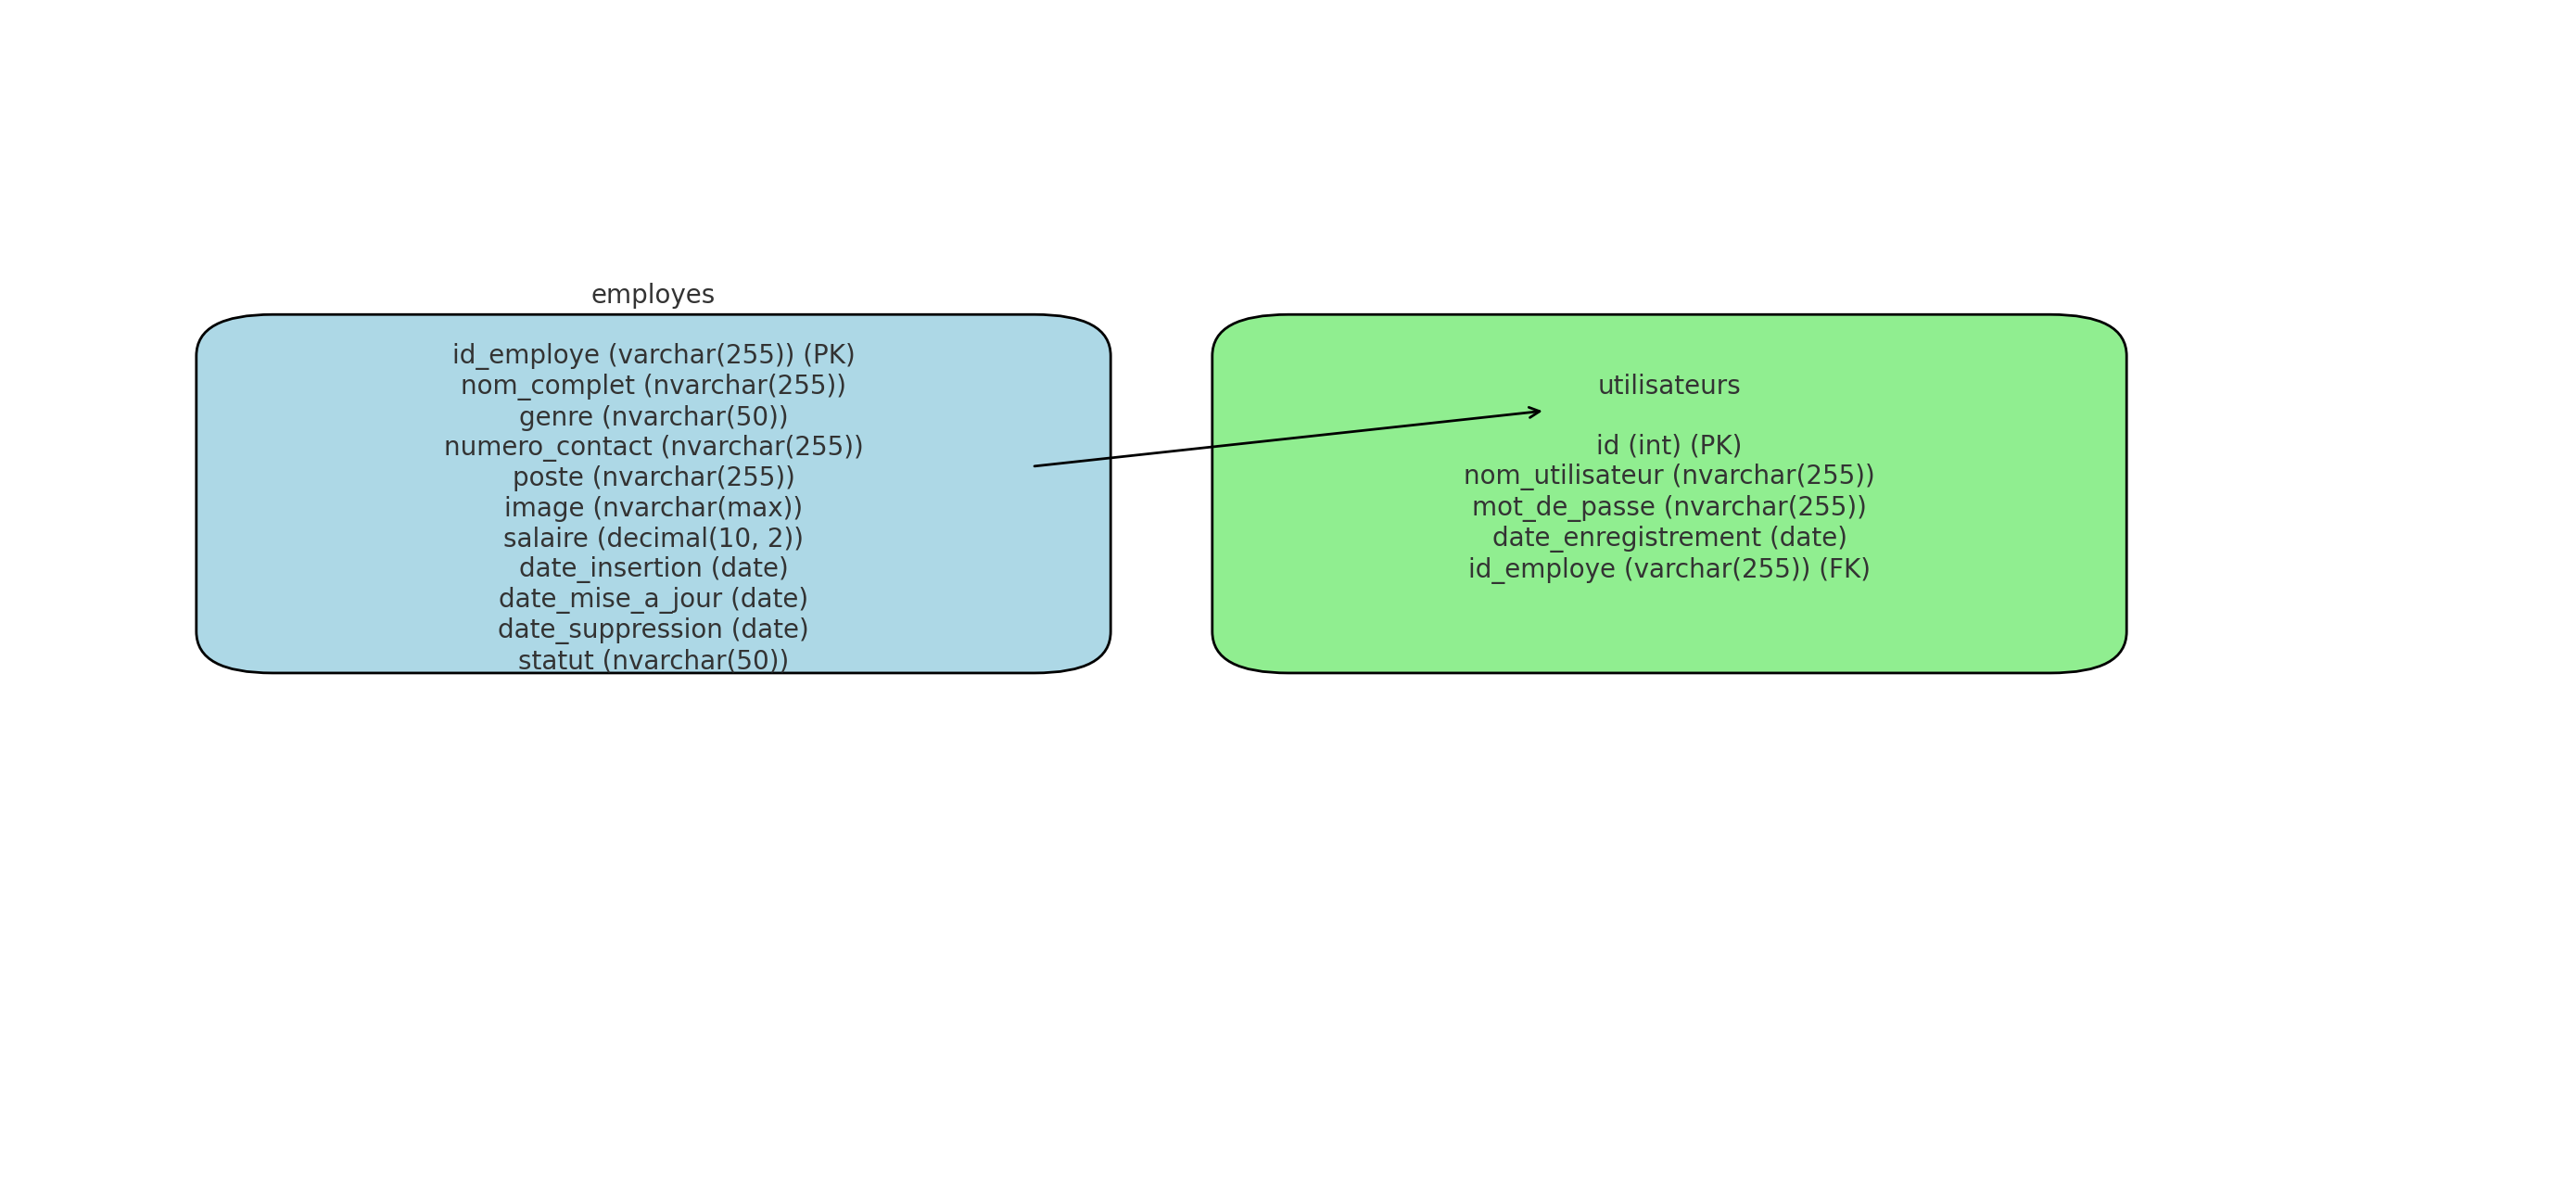 employes
id_employe (varchar(255)) (PK)
nom_complet (nvarchar(255))
genre (nvarchar(50))
numero_contact (nvarchar(255))
poste (nvarchar(255))
image (nvarchar(max))
salaire (decimal(10, 2))
date_insertion (date)
date_mise_a_jour (date)
date_suppression (date)
statut (nvarchar(50))
utilisateurs
id (int) (PK)
nom_utilisateur (nvarchar(255))
mot_de_passe (nvarchar(255))
date_enregistrement (date)
id_employe (varchar(255)) (FK)